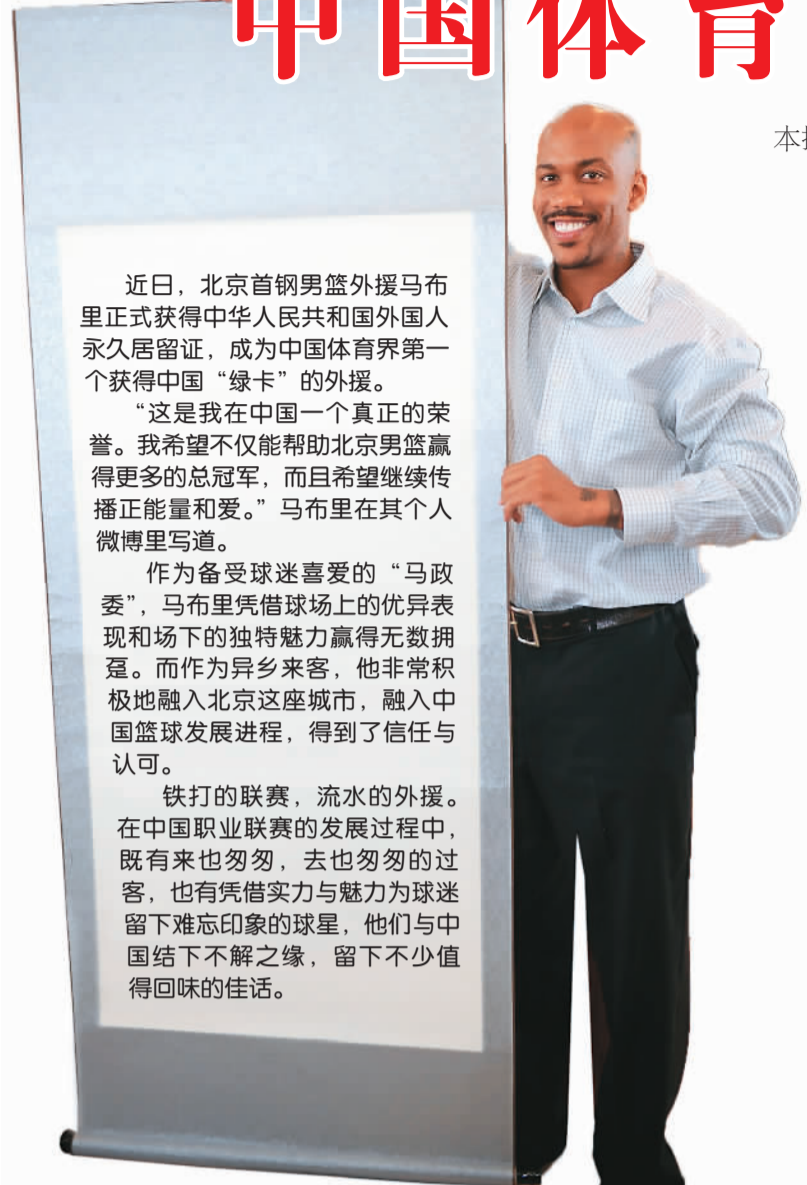 中国体育
本报
近日，北京首钢男篮外援马布
里正式获得中华人民共和国外国人
永久居留证，成为中国体育界第一
个获得中国“绿卡”的外援。
“这是我在中国一个真正的荣
誉。我希望不仅能帮助北京男篮赢
得更多的总冠军，而且希望继续传
播正能量和爱。”马布里在其个人
微博里写道。
作为备受球迷喜爱的“马政
委”，马布里凭借球场上的优异表
现和场下的独特魅力赢得无数拥
趸。而作为异乡来客，他非常积
极地融入北京这座城市，融入中
国篮球发展进程，得到了信任与
认可。
铁打的联赛，流水的外援。
在中国职业联赛的发展过程中，
既有来也匆匆，去也匆匆的过
客，也有凭借实力与魅力为球迷
留下难忘印象的球星，他们与中
国结下不解之缘，留下不少值
得回味的佳话。